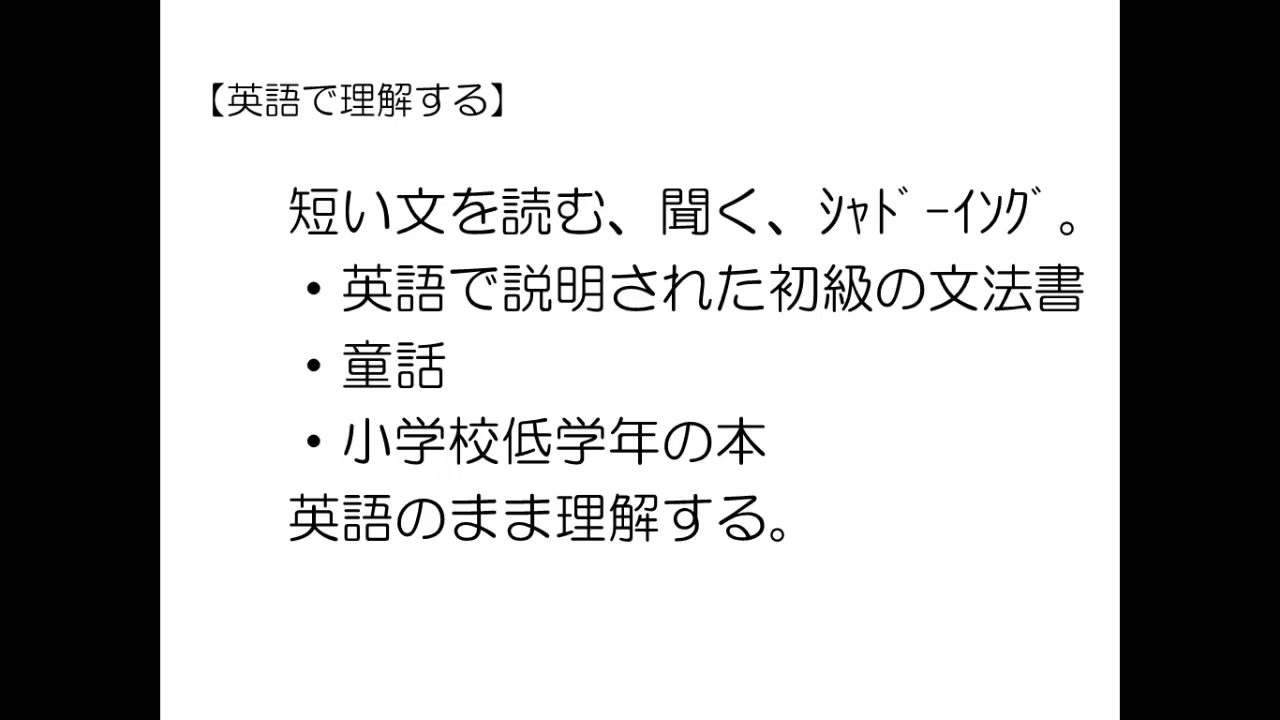 【英語で理解する】
短い文を読む、聞く、ｼｬﾄﾞｰｲﾝｸﾞ。
・英語で説明された初級の文法書
・童話
・小学校低学年の本
英語のまま理解する。